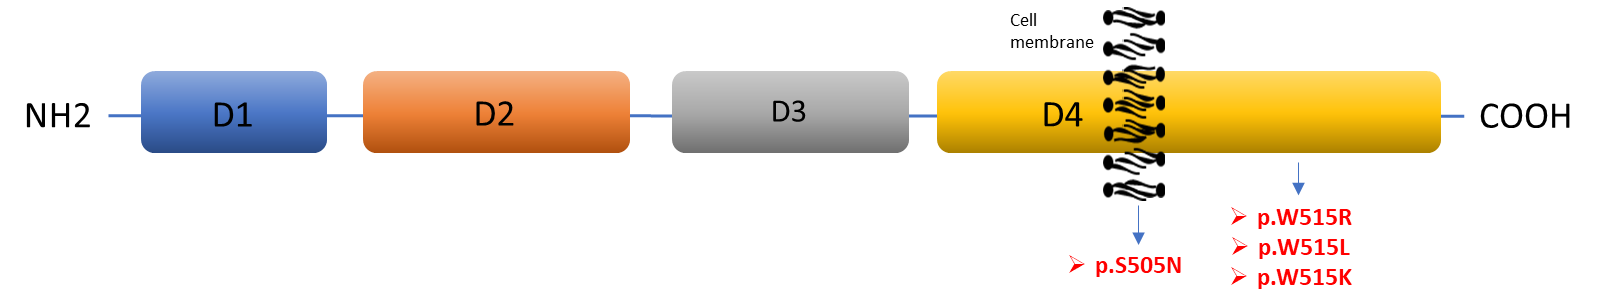 Cell
membrane
NH2
D1
D2
D3
D4
COOH
p.S505N
p.W515R
p.W515L
p.W515K